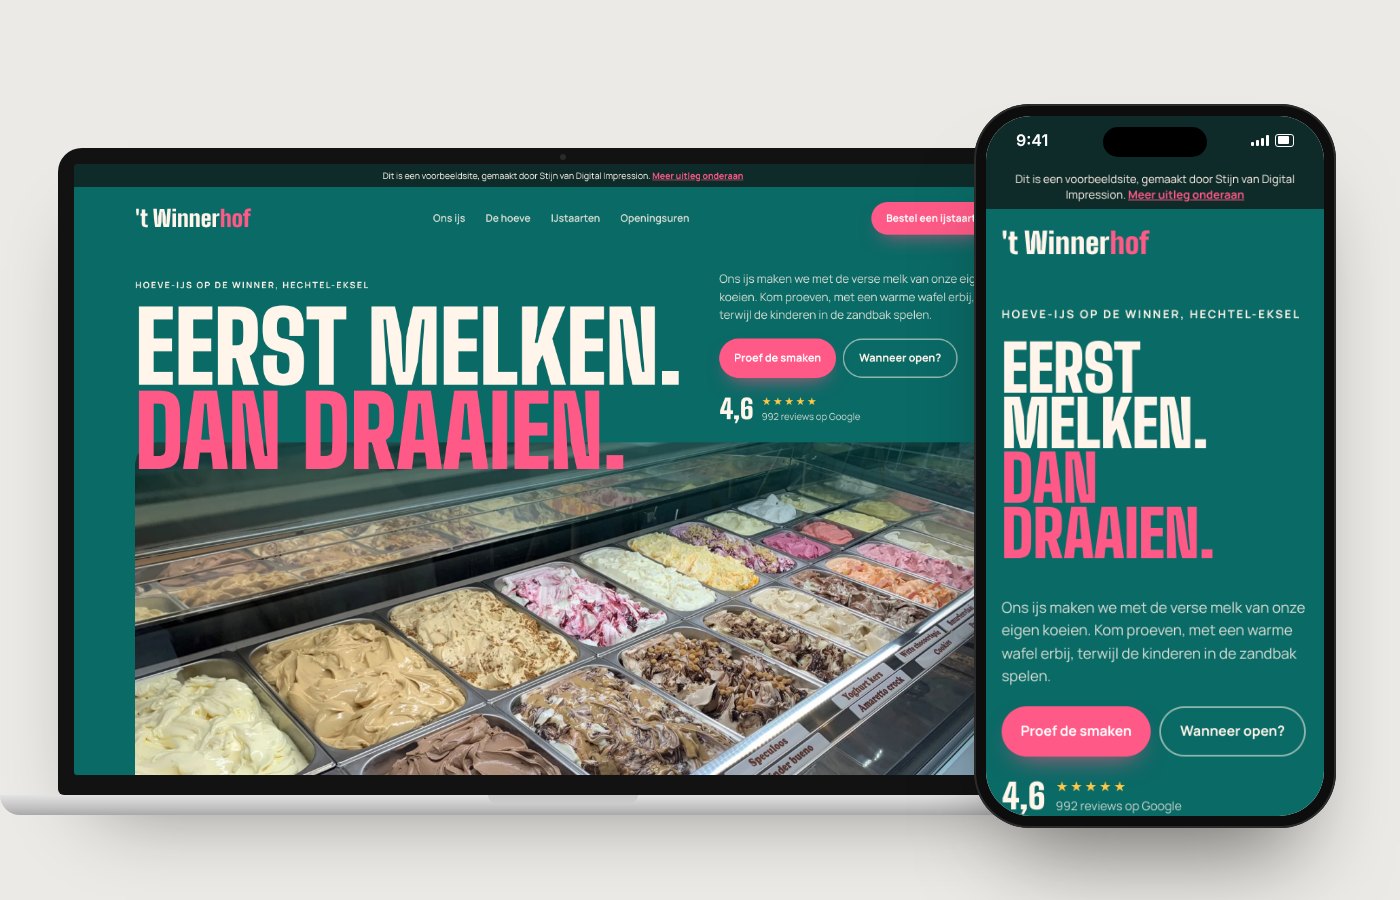 Dit is een voorbeeldsite, gemaakt door Stijn van Digital Impression. Meer uitleg onderaan
't Winnerhof
Ons ijs
De hoeve
IJstaarten
Openingsuren
Bestel een ijstaart
HOEVE-IJS OP DE WINNER, HECHTEL-EKSEL
EERST MELKEN.
DAN DRAAIEN.
Ons ijs maken we met de verse melk van onze
koeien. Kom proeven, met een warme wafel erbij,
terwijl de kinderen in de zandbak spelen.
Proef de smaken
Wanneer open?
4,6
★★★★★
992 reviews op Google
Yoghurt kers
Amarette crock
Speculoos
bueno
Cookies
9:41
Dit is een voorbeeldsite, gemaakt door Stijn van Digital
Impression. Meer uitleg onderaan
't Winnerhof
HOEVE-IJS OP DE WINNER, HECHTEL-EKSEL
EERST
MELKEN.
DAN
DRAAIEN.
Ons ijs maken we met de verse melk van onze
eigen koeien. Kom proeven, met een warme
wafel erbij, terwijl de kinderen in de zandbak
spelen.
Proef de smaken
Wanneer open?
4,6
★★★★★
992 reviews op Google